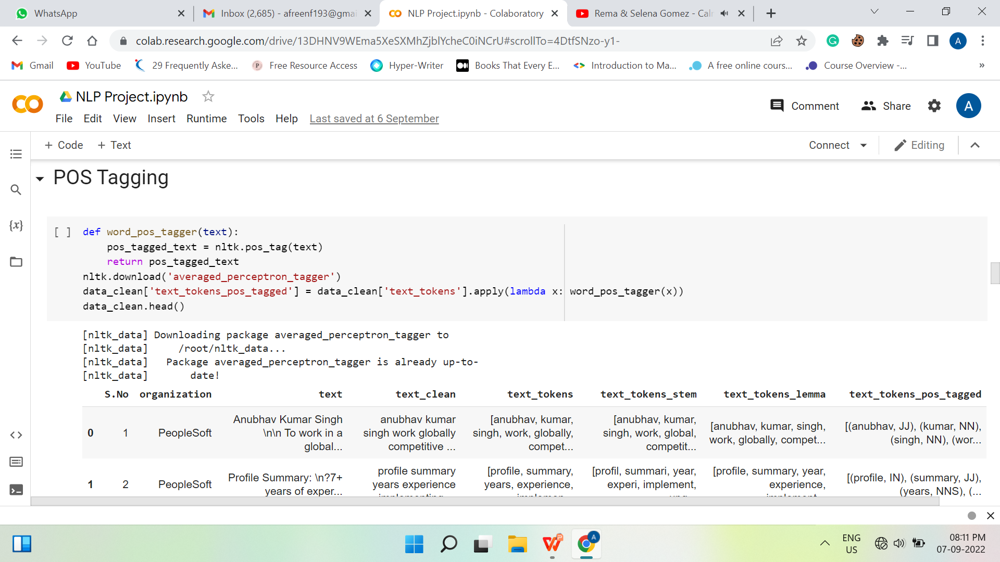 WhatsApp
Inbox (2,685) - afreenf193@gmai
NLP Project.ipynb - Colaboratory
Rema & Selena Gomez - Caln
colab.research.google.com/drive/13DHNV9WEma5XeSXMhZjblYcheC0iNCrU#scrollTo=4DtfSNzo-y1-
Gmail
YouTube
29 Frequently Aske...
Free Resource Access
Hyper-Writer
Books That Every E...
Introduction to Ma...
A free online cours...
Course Overview -...
NLP Project.ipynb
File Edit View Insert Runtime Tools Help Last saved at 6 September
Comment
Share
A
+ Code + Text
Connect
Editing
POS Tagging
[ ] def word_pos_tagger(text):
pos_tagged_text = nltk.pos_tag(text)
return pos_tagged_text
nltk.download('averaged_perceptron_tagger')
data_clean['text_tokens_pos_tagged'] = data_clean['text_tokens'].apply(lambda x: word_pos_tagger(x))
data_clean.head()
[nltk_data] Downloading package averaged_perceptron_tagger to
[nltk_data] /root/nltk_data...
[nltk_data] Package averaged_perceptron_tagger is already up-to-
[nltk_data] date!
S.No organization text text_clean text_tokens text_tokens_stem text_tokens_lemma text_tokens_pos_tagged
0 1 PeopleSoft
Anubhav Kumar Singh
\n\n To work in a
global...
anubhav kumar
singh work globally
competitive ...
[anubhav, kumar,
singh, work, globally,
compet...
[anubhav, kumar,
singh, work, global,
competit...
[anubhav, kumar, singh,
work, globally, compet...
[(anubhav, JJ), (kumar, NN),
(singh, NN), (wor...
1 2 PeopleSoft
Profile Summary: \n?7+
years of exper...
profile summary
years experience
[profile, summary,
years, experience,
[profil, summari, year,
experi, implement,
[profile, summary, year,
experience,
[(profile, IN), (summary, JJ),
(years, NNS), (...
ENG
US
08:11 PM
07-09-2022